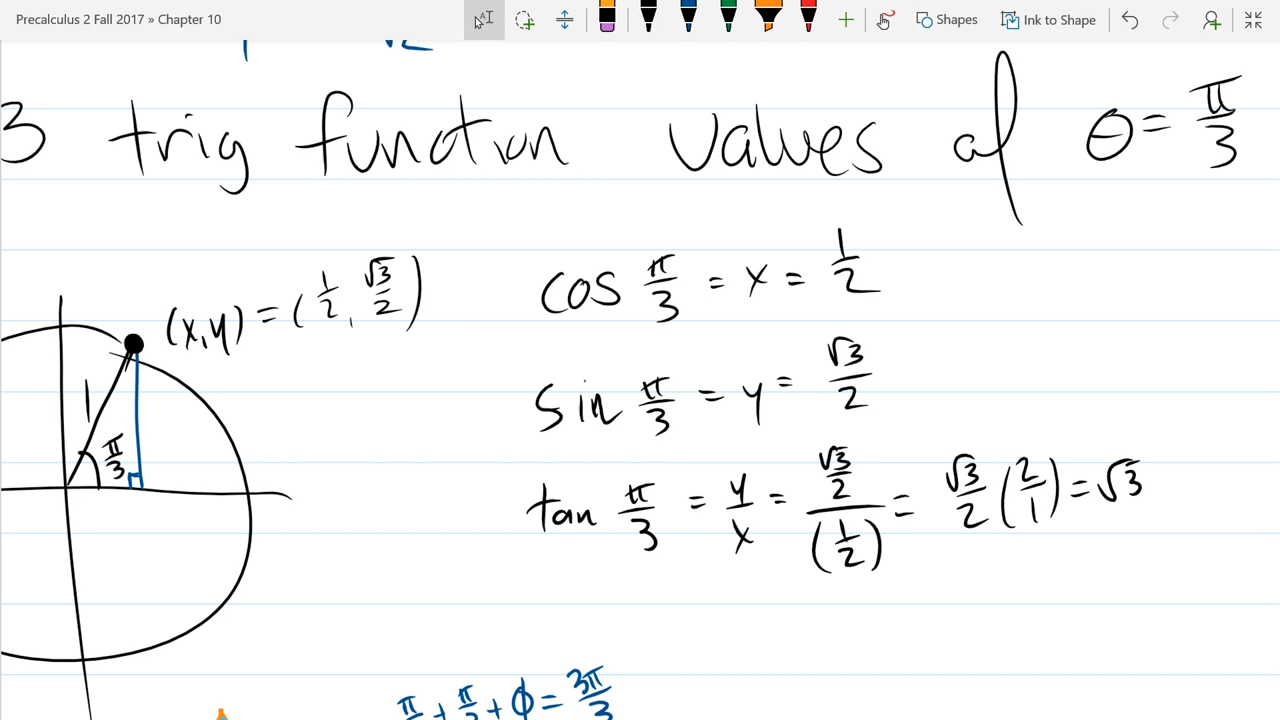 Precalculus 2 Fall 2017 » Chapter 10
Shapes
Ink to Shape
3 trig function values of θ = π/3
(x,y) = (1/2, √3/2)
1
π/3
cos π/3 = x = 1/2
sin π/3 = y = √3/2
tan π/3 = y/x = (√3/2)/(1/2) = √3/2 (2/1) = √3
+ φ = 3π/3